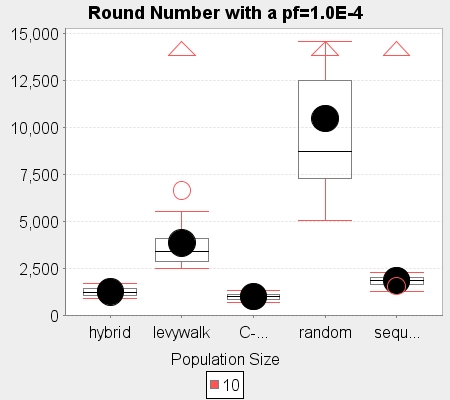 Round Number with a pf=1.0E-4
15,000
12,500
10,000
7,500
5,000
2,500
0
hybrid levywalk C-... random sequ...
Population Size
10